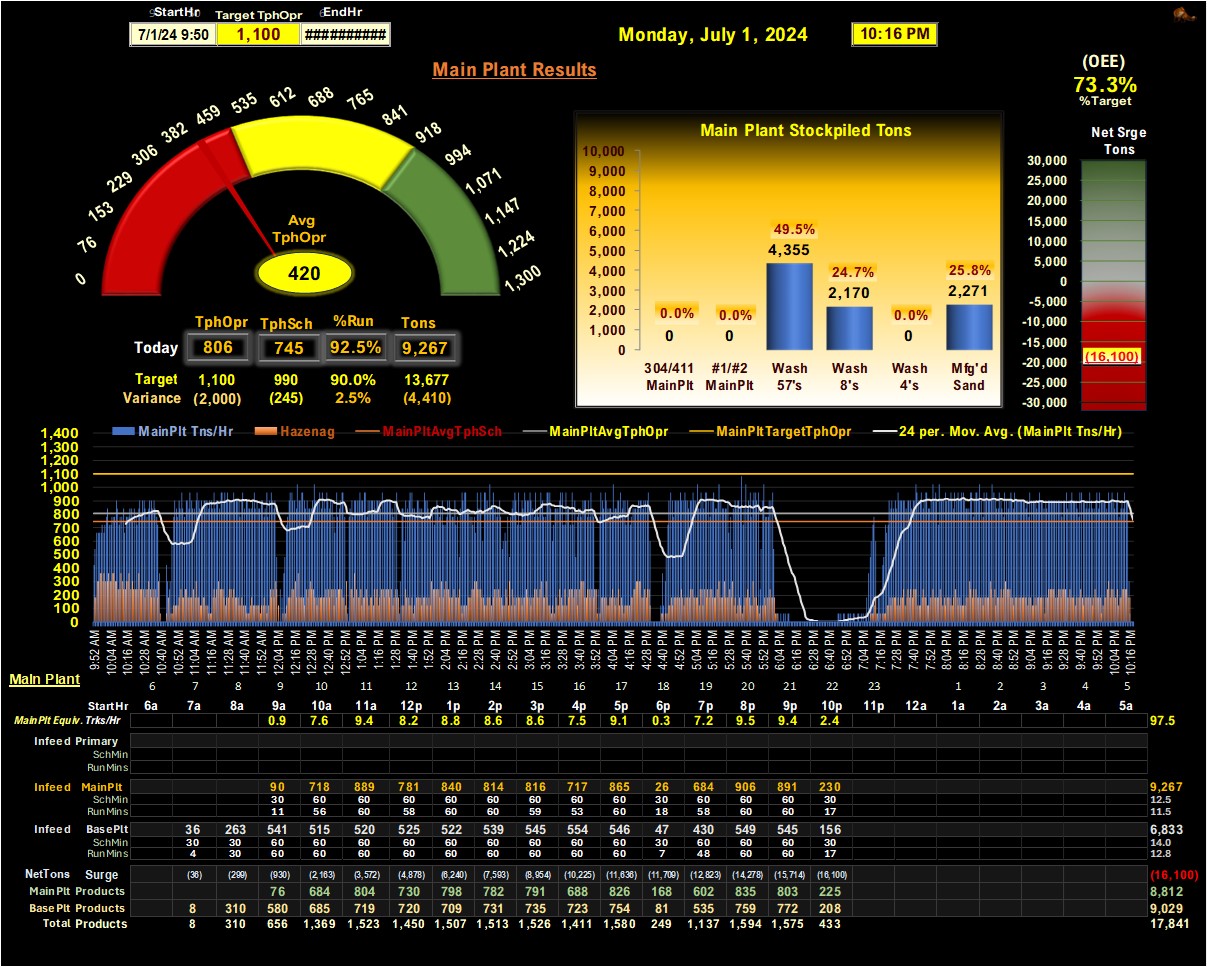 StartHr Target TphOpr EndHr
7/1/24 9:50 1,100 ##########
Monday, July 1, 2024
10:16 PM
(OEE)
73.3%
%Target
Main Plant Results
0 76 153 229 306 382 459 535 612 688 765 841 918 994 1,071 1,147 1,224 1,300
Avg
TphOpr
420
TphOpr TphSch %Run Tons
Today 806 745 92.5% 9,267
Target 1,100 990 90.0% 13,677
Variance (2,000) (245) 2.5% (4,410)
Main Plant Stockpiled Tons
10,000
9,000
8,000
7,000
6,000
5,000
4,000
3,000
2,000
1,000
0
0.0% 0.0% 49.5% 24.7% 0.0% 25.8%
0 0 4,355 2,170 0 2,271
304/411 #1/#2 Wash Wash Wash Mfg'd
MainPlt MainPlt 57's 8's 4's Sand
Net Srge
Tons
30,000
25,000
20,000
15,000
10,000
5,000
0
-5,000
-10,000
-15,000
-20,000
-25,000
-30,000
(16,100)
MainPlt Tns/Hr Hazenag MainPltAvgTphSch MainPltAvgTphOpr MainPltTargetTphOpr 24 per. Mov. Avg. (MainPlt Tns/Hr)
1,400
1,300
1,200
1,100
1,000
900
800
700
600
500
400
300
200
100
0
9:52 AM 10:04 AM 10:16 AM 10:28 AM 10:40 AM 10:52 AM 11:04 AM 11:16 AM 11:28 AM 11:40 AM 11:52 AM 12:04 PM 12:16 PM 12:28 PM 12:40 PM 12:52 PM 1:04 PM 1:16 PM 1:28 PM 1:40 PM 1:52 PM 2:04 PM 2:16 PM 2:28 PM 2:40 PM 2:52 PM 3:04 PM 3:16 PM 3:28 PM 3:40 PM 3:52 PM 4:04 PM 4:16 PM 4:28 PM 4:40 PM 4:52 PM 5:04 PM 5:16 PM 5:28 PM 5:40 PM 5:52 PM 6:04 PM 6:16 PM 6:28 PM 6:40 PM 6:52 PM 7:04 PM 7:16 PM 7:28 PM 7:40 PM 7:52 PM 8:04 PM 8:16 PM 8:28 PM 8:40 PM 8:52 PM 9:04 PM 9:16 PM 9:28 PM 9:40 PM 9:52 PM 10:04 PM 10:16 PM
Main Plant
6 7 8 9 10 11 12 13 14 15 16 17 18 19 20 21 22 23 1 2 3 4 5
StartHr 6a 7a 8a 9a 10a 11a 12p 1p 2p 3p 4p 5p 6p 7p 8p 9p 10p 11p 12a 1a 2a 3a 4a 5a
MainPlt Equiv. Trks/Hr 0.9 7.6 9.4 8.2 8.8 8.6 8.6 7.5 9.1 0.3 7.2 9.5 9.4 2.4 97.5
Infeed Primary
SchMin
RunMins
Infeed MainPlt 90 718 889 781 840 814 816 717 865 26 684 906 891 230 9,267
SchMin 30 60 60 60 60 60 60 60 60 30 60 60 60 30 12.5
RunMins 11 56 60 58 60 60 59 53 60 18 58 60 60 17 12.5
Infeed BasePlt 36 263 541 515 520 525 522 539 545 554 546 47 430 549 545 156 6,833
SchMin 30 30 60 60 60 60 60 60 60 60 60 30 60 60 60 30 14.0
RunMins 4 30 60 60 60 60 60 60 60 60 60 7 48 60 60 17 12.8
NetTons Surge (36) (299) (930) (2,163) (3,572) (4,878) (6,240) (7,593) (8,954) (10,225) (11,636) (11,709) (12,823) (14,278) (15,714) (16,100) (16,100)
MainPlt Products 76 684 804 730 798 782 791 688 826 168 602 835 803 225 8,812
BasePlt Products 8 310 580 685 719 720 709 731 735 723 754 81 535 759 772 208 9,029
Total Products 8 310 656 1,369 1,523 1,450 1,507 1,513 1,526 1,411 1,580 249 1,137 1,594 1,575 433 17,841